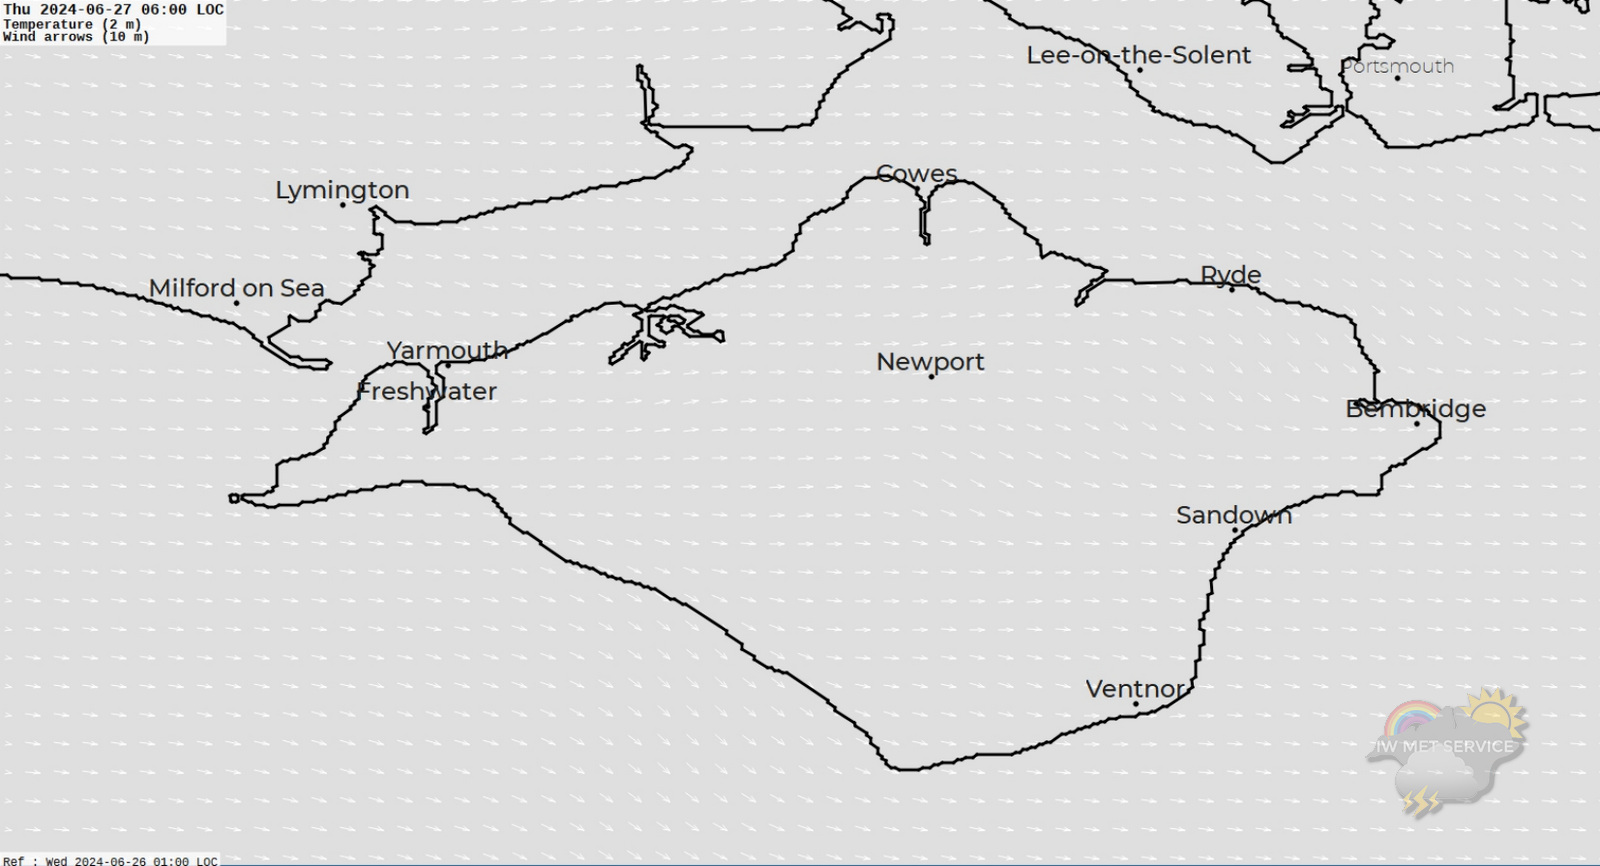 Thu 2024-06-27 06:00 LOC
Temperature (2 m)
Wind arrows (10 m)
Lee-on-the-Solent
Portsmouth
Cowes
Lymington
Ryde
Milford on Sea
Yarmouth
Newport
Freshwater
Bembridge
Sandown
Ventnor
IW MET SERVICE
Ref : Wed 2024-06-26 01:00 LOC